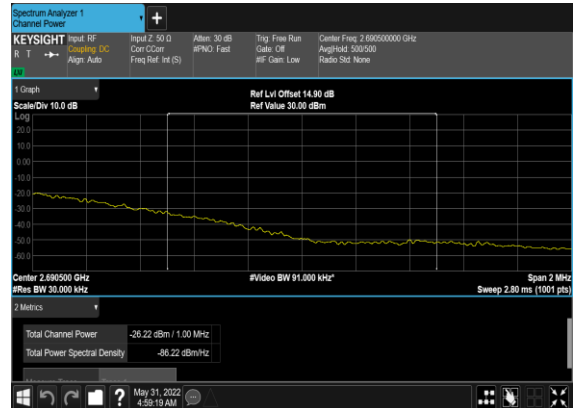 Spectrum Analyzer 1
Channel Power
+
KEYSIGHT Input: RF Input Z: 50 Ω Atten: 30 dB Trig: Free Run Center Freq: 2.690500000 GHz
R T Coupling: DC Corr CCorr #PNO: Fast Gate: Off Avg|Hold: 500/500
Align: Auto Freq Ref: Int (S) #IF Gain: Low Radio Std: None
1 Graph
Ref Lvl Offset 14.90 dB
Scale/Div 10.0 dB Ref Value 30.00 dBm
Log
20.0
10.0
0.00
-10.0
-20.0
-30.0
-40.0
-50.0
-60.0
Center 2.690500 GHz #Video BW 91.000 kHz* Span 2 MHz
#Res BW 30.000 kHz Sweep 2.80 ms (1001 pts)
2 Metrics
Total Channel Power -26.22 dBm / 1.00 MHz
Total Power Spectral Density -86.22 dBm/Hz
? May 31, 2022
4:59:19 AM